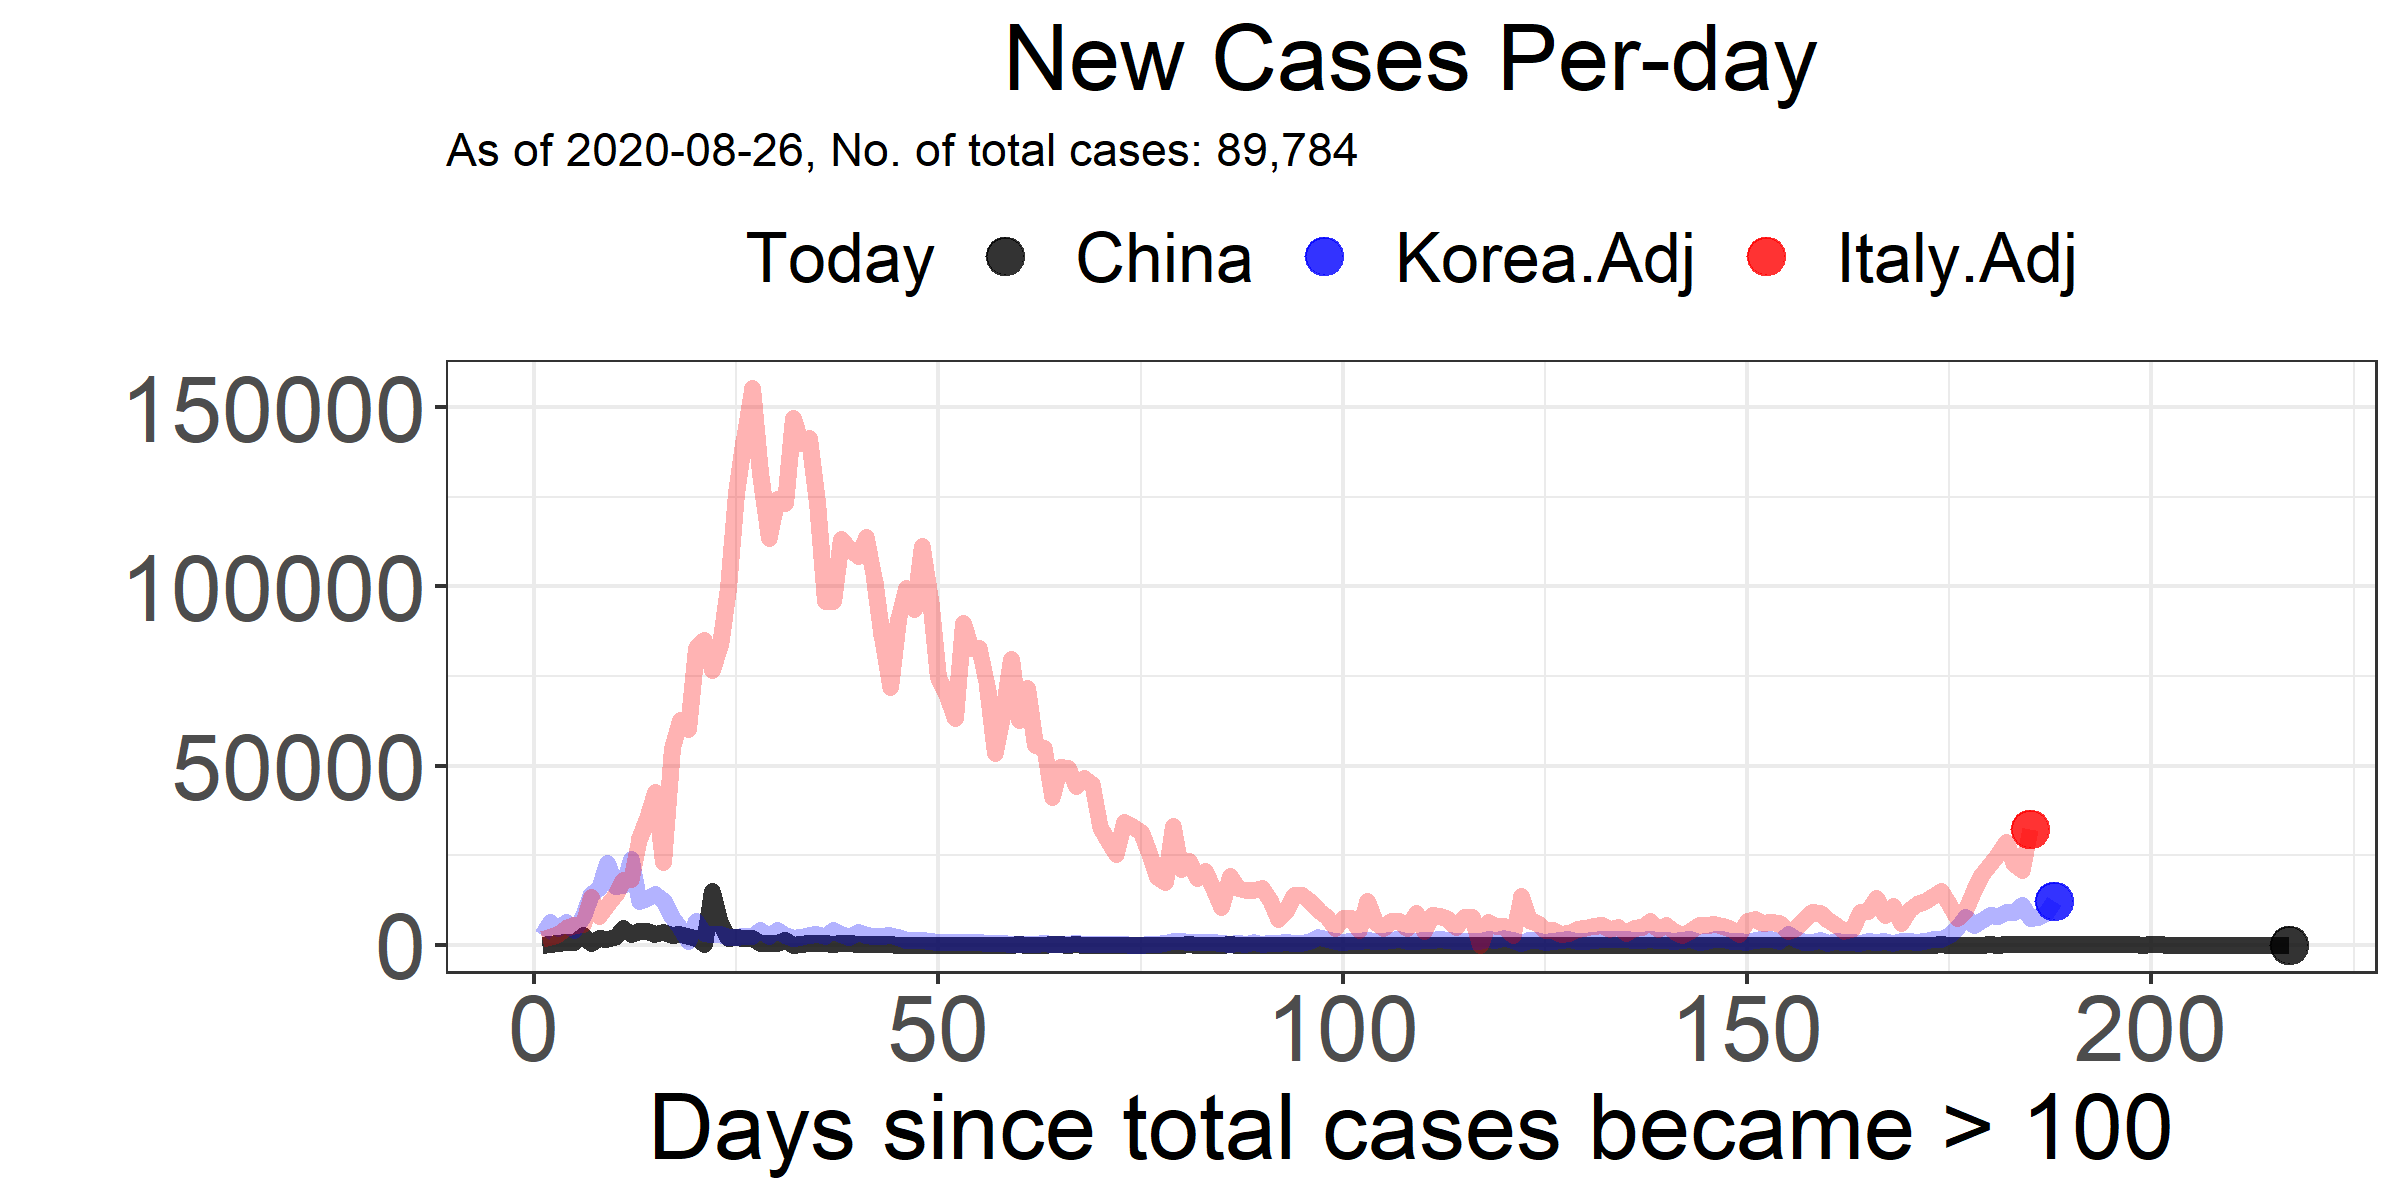 New Cases Per-day
As of 2020-08-26, No. of total cases: 89,784
Today China Korea.Adj Italy.Adj
150000
100000
50000
0
0 50 100 150 200
Days since total cases became > 100